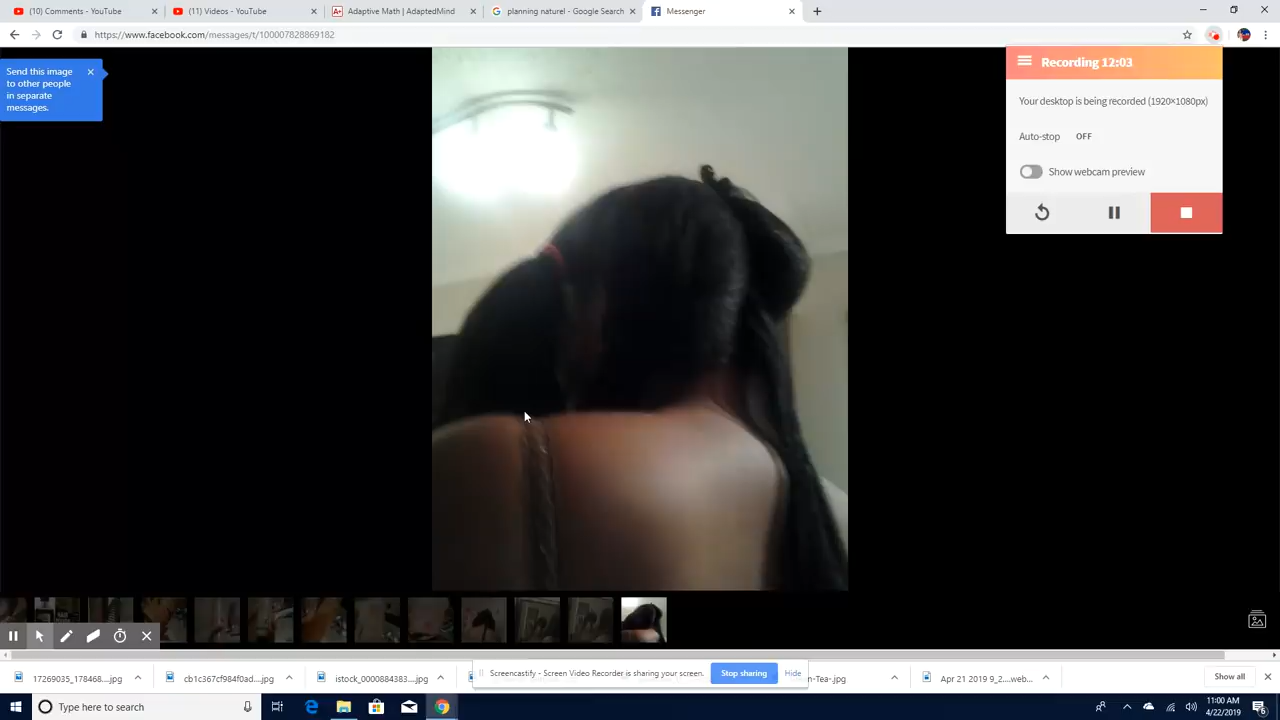 (10) Comments - YouTube
(11) Videos - YouTube
Adaptive Math | AdaptedMind
planning naturel - Google Search
Messenger
https://www.facebook.com/messages/t/100007828869182
Send this image
to other people
in separate
messages.
Recording 12:03
Your desktop is being recorded (1920×1080px)
Auto-stop OFF
Show webcam preview
Screencastify - Screen Video Recorder is sharing your screen.
Stop sharing
Hide
17230035_178468....jpg
cb1c367cf984f0ad....jpg
istock_0000884383....jpg
n-Tea-.jpg
Apr 21 2019 9_2....web...
Show all
Type here to search
11:00 AM
4/22/2019
6